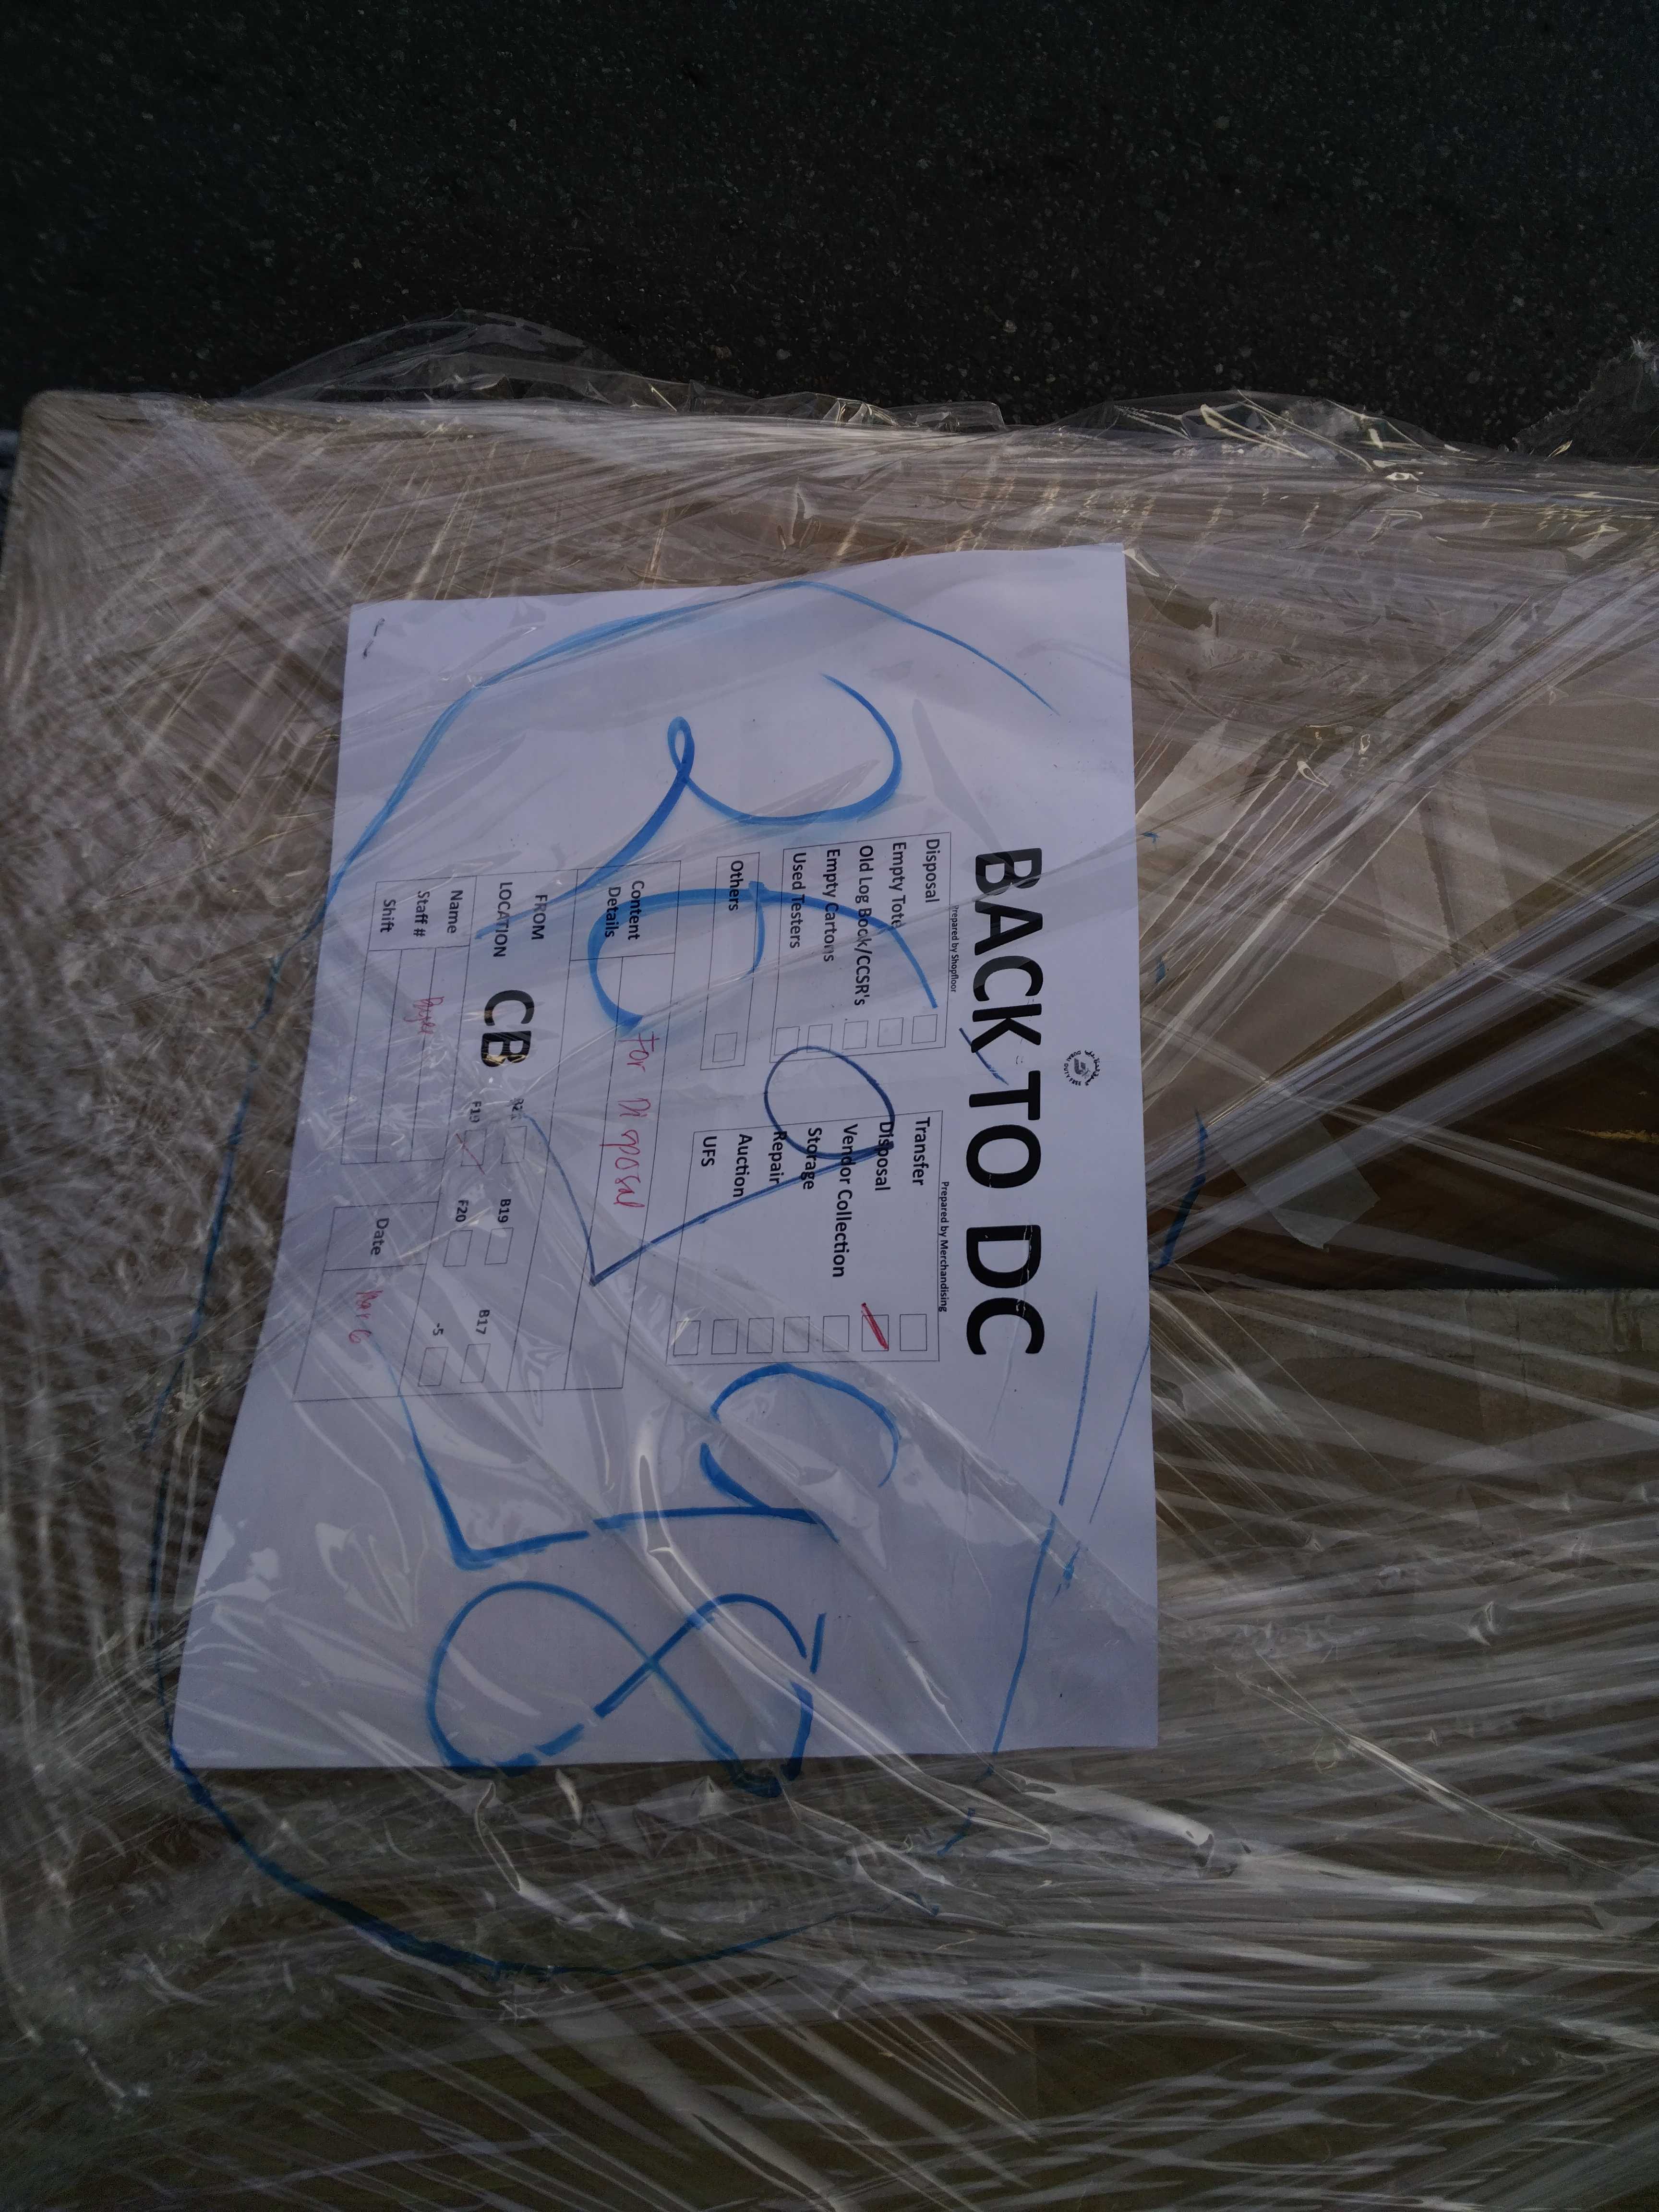 BACK TO DC
Prepared by Shopfloor
Prepared by Merchandising
Disposal
Empty Tote
Old Log Book/CCSR's
Empty Cartons
Used Testers
Others
Transfer
Disposal
Vendor Collection
Storage
Repair
Auction
UFS
Content Details
For Disposal
FROM
LOCATION
CB
B19
B17
F19
F20
-5
Name
Staff #
Shift
Date
Mar 6